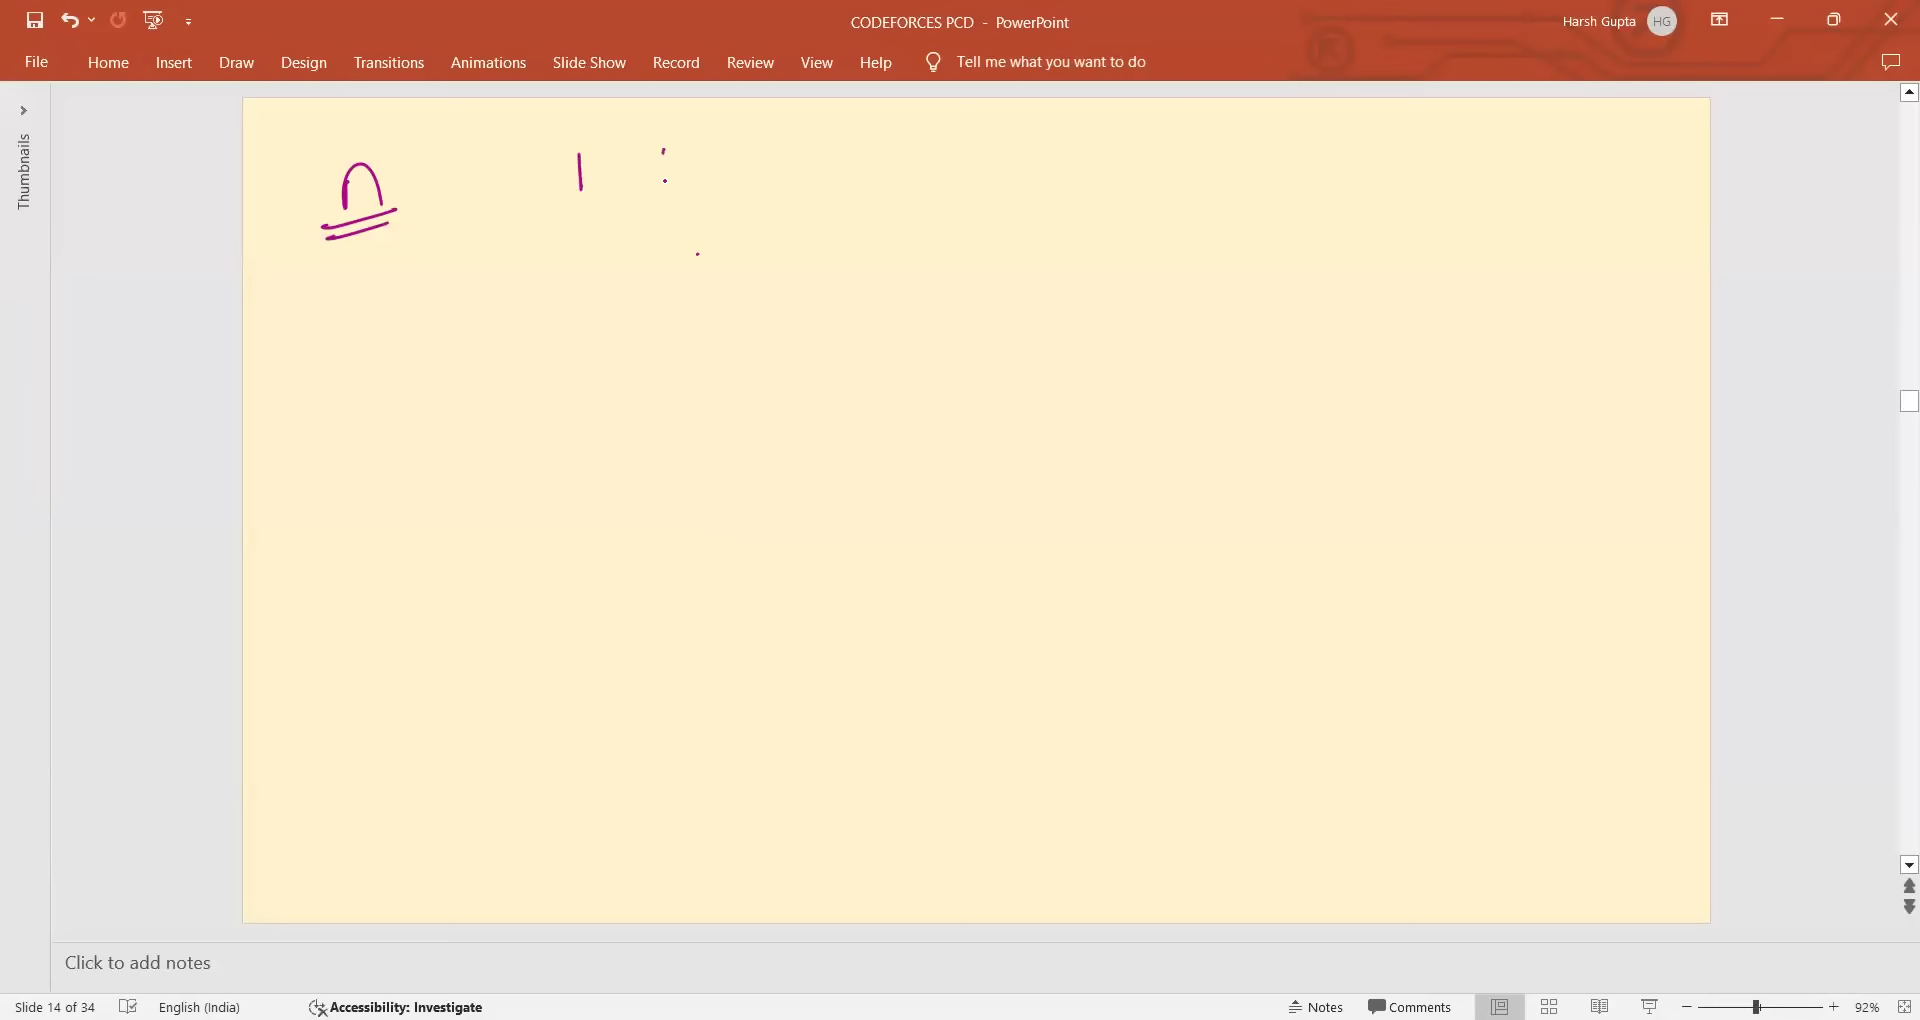 CODEFORCES PCD - PowerPoint
Harsh Gupta HG
File Home Insert Draw Design Transitions Animations Slide Show Record Review View Help Tell me what you want to do
Thumbnails
n 1
Click to add notes
Slide 14 of 34 English (India) Accessibility: Investigate Notes Comments 92%